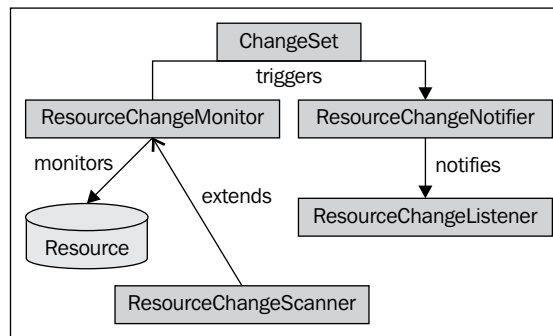 ChangeSet
triggers
ResourceChangeMonitor
ResourceChangeNotifier
monitors
notifies
extends
ResourceChangeListener
Resource
ResourceChangeScanner